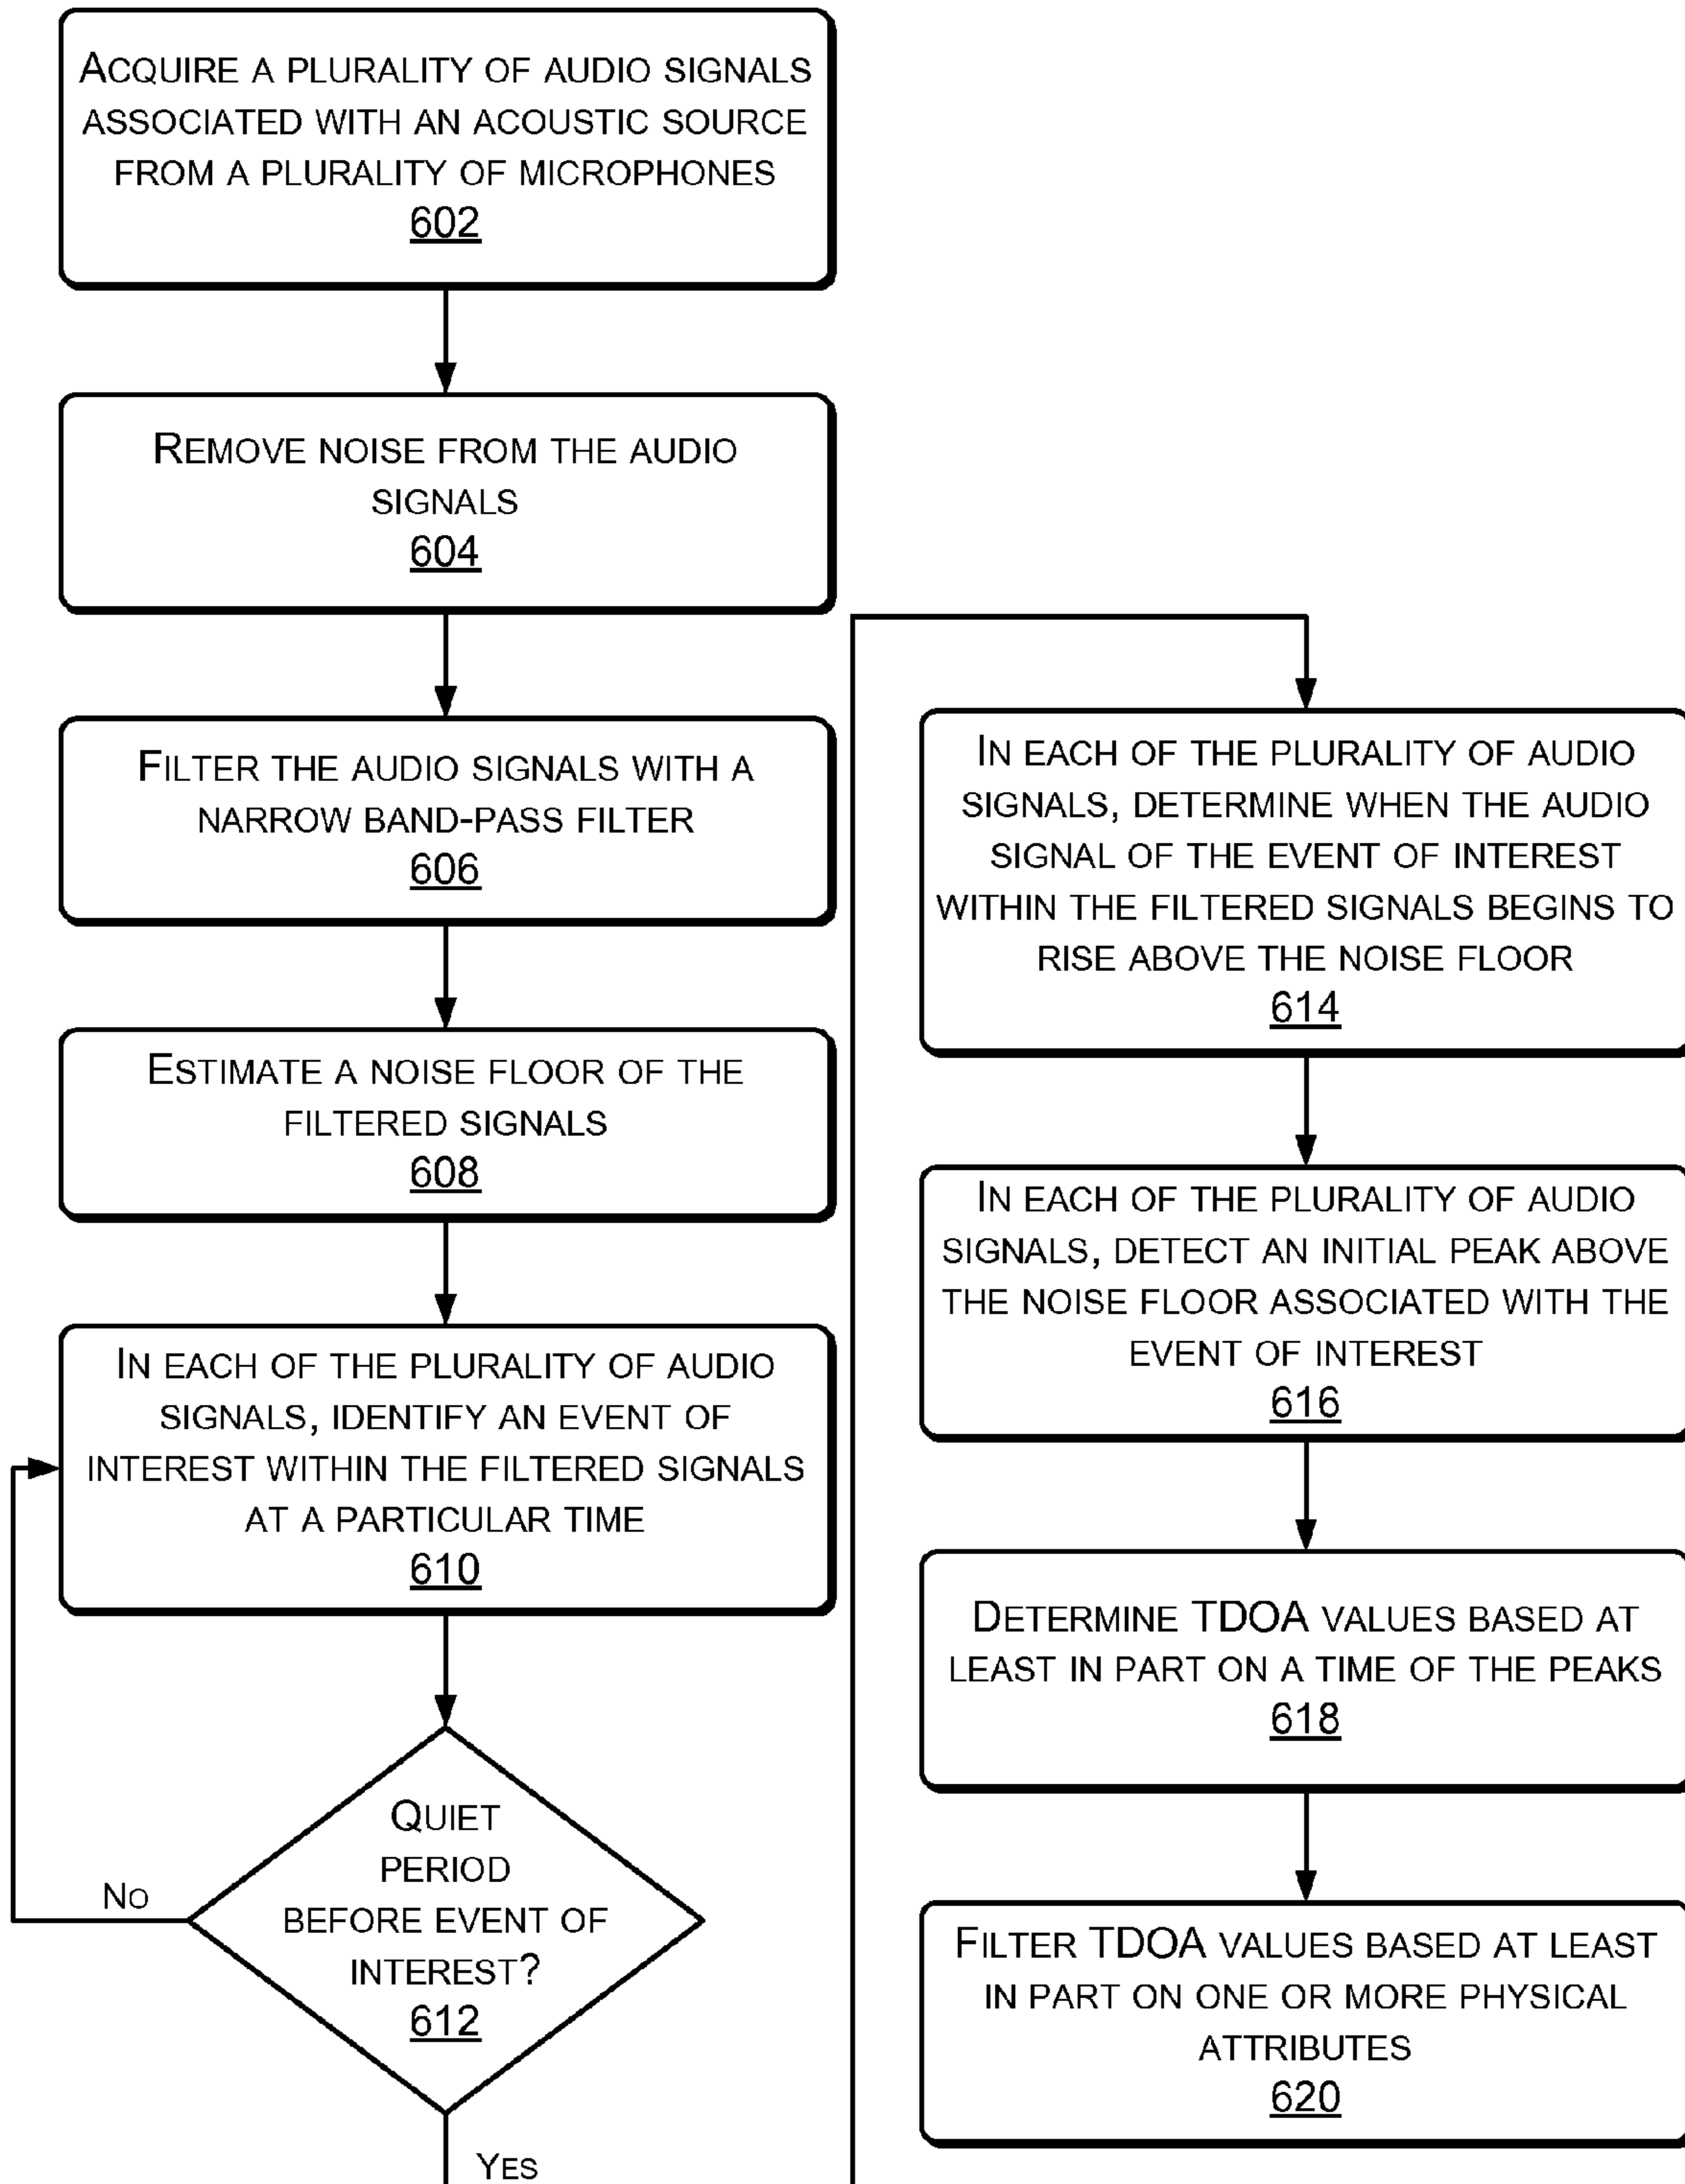 ACQUIRE A PLURALITY OF AUDIO SIGNALS
ASSOCIATED WITH AN ACOUSTIC SOURCE
FROM A PLURALITY OF MICROPHONES
602
REMOVE NOISE FROM THE AUDIO
SIGNALS
604
FILTER THE AUDIO SIGNALS WITH A
NARROW BAND-PASS FILTER
606
ESTIMATE A NOISE FLOOR OF THE
FILTERED SIGNALS
608
IN EACH OF THE PLURALITY OF AUDIO
SIGNALS, IDENTIFY AN EVENT OF
INTEREST WITHIN THE FILTERED SIGNALS
AT A PARTICULAR TIME
610
QUIET
PERIOD
BEFORE EVENT OF
INTEREST?
612
NO
YES
IN EACH OF THE PLURALITY OF AUDIO
SIGNALS, DETERMINE WHEN THE AUDIO
SIGNAL OF THE EVENT OF INTEREST
WITHIN THE FILTERED SIGNALS BEGINS TO
RISE ABOVE THE NOISE FLOOR
614
IN EACH OF THE PLURALITY OF AUDIO
SIGNALS, DETECT AN INITIAL PEAK ABOVE
THE NOISE FLOOR ASSOCIATED WITH THE
EVENT OF INTEREST
616
DETERMINE TDOA VALUES BASED AT
LEAST IN PART ON A TIME OF THE PEAKS
618
FILTER TDOA VALUES BASED AT LEAST
IN PART ON ONE OR MORE PHYSICAL
ATTRIBUTES
620